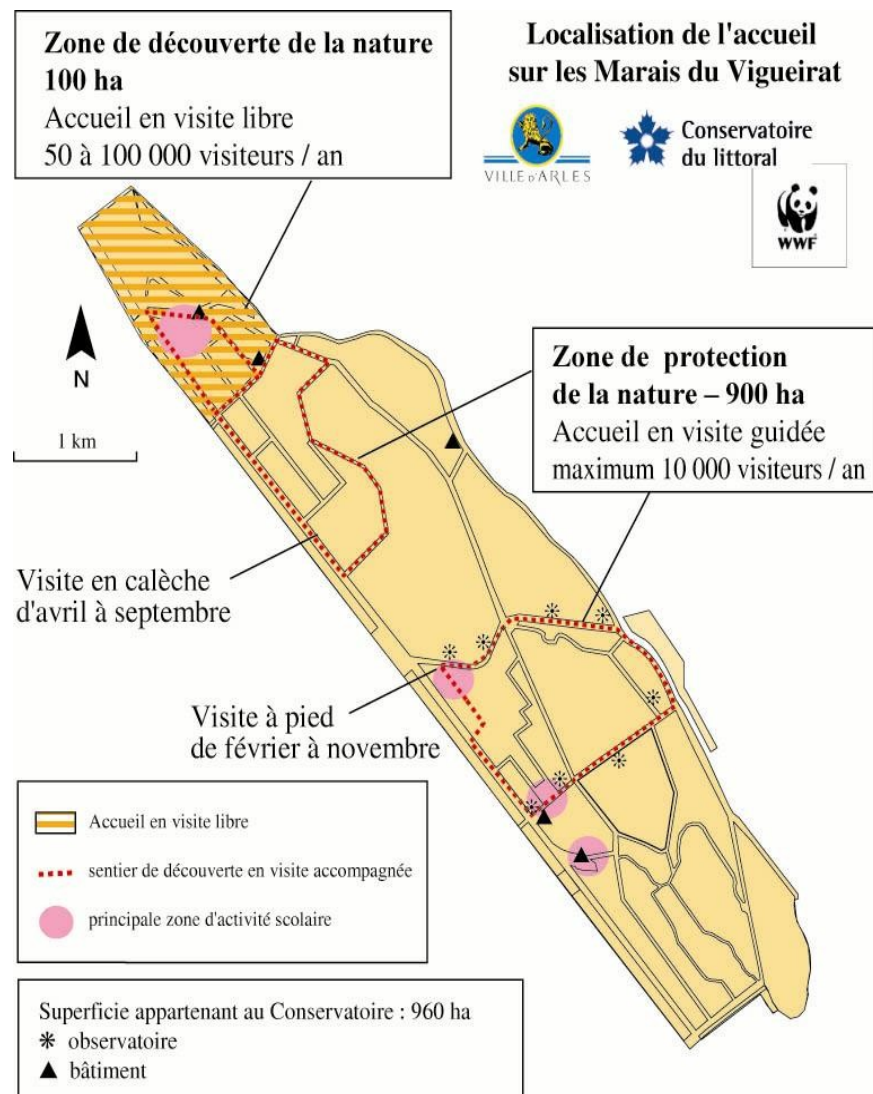 Zone de découverte de la nature
100 ha
Accueil en visite libre
50 à 100 000 visiteurs / an
Localisation de l'accueil
sur les Marais du Vigueirat
VILLE D'ARLES
Conservatoire
du littoral
WWF
N
1 km
Zone de protection
de la nature – 900 ha
Accueil en visite guidée
maximum 10 000 visiteurs / an
Visite en calèche
d'avril à septembre
Visite à pied
de février à novembre
Accueil en visite libre
sentier de découverte en visite accompagnée
principale zone d'activité scolaire
Superficie appartenant au Conservatoire : 960 ha
observatoire
bâtiment